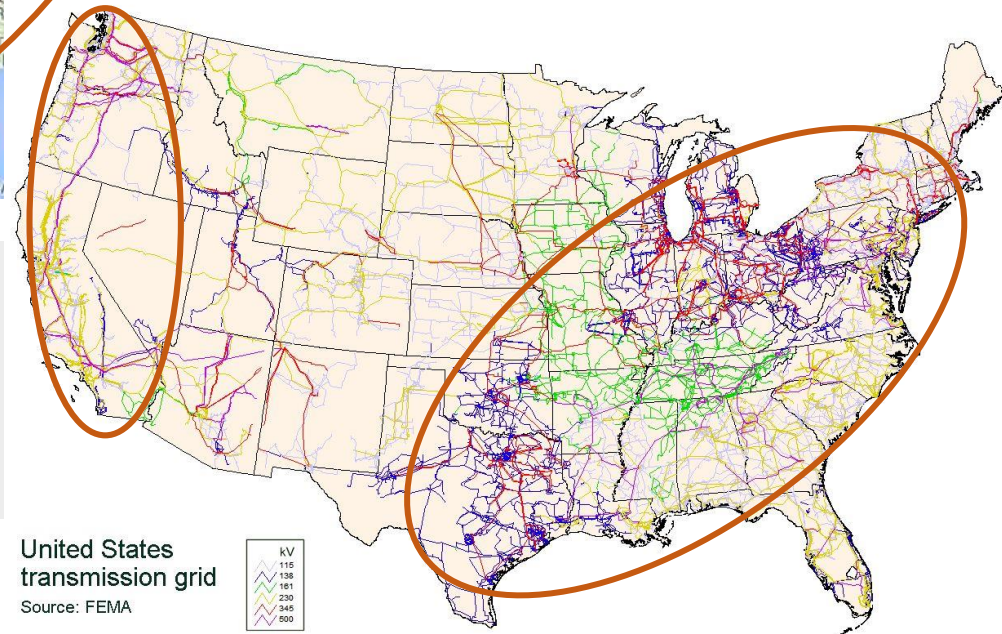 United States
transmission grid
Source: FEMA
kV
115
138
161
230
345
500